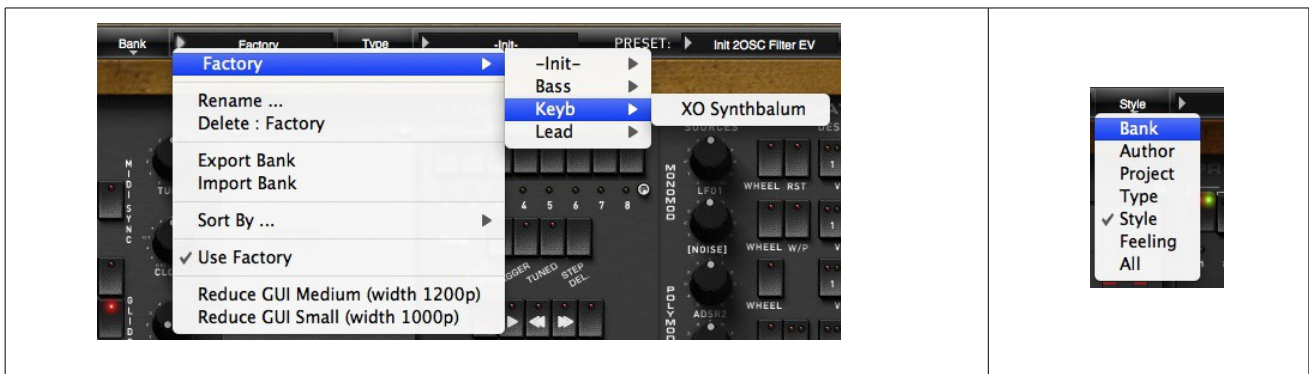 Bank Factory Type -Init- PRESET: Init 2OSC Filter EV
Factory
-Init-
Bass
Keyb
XO Synthbalum
Lead
Rename ...
Delete : Factory
Export Bank
Import Bank
Sort By ...
Use Factory
Reduce GUI Medium (width 1200p)
Reduce GUI Small (width 1000p)
MIDI SYNC
4 5 6 7 8
TUNED
STEP DEL.
MONOMOD
SOURCES
LFO1
WHEEL RST
[NOISE]
WHEEL W/P
POLYMOD
WHEEL
ADSR2
Style
Bank
Author
Project
Type
Style
Feeling
All